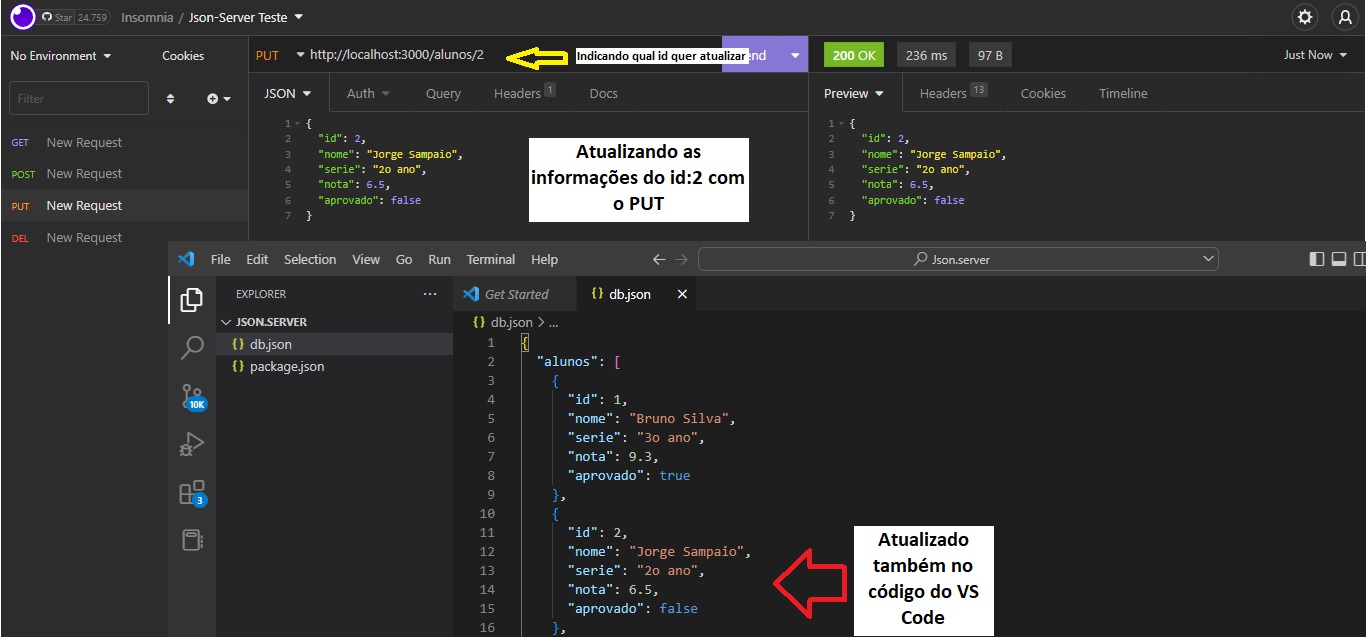 Star 24.759 Insomnia / Json-Server Teste
No Environment Cookies
Filter
GET New Request
POST New Request
PUT New Request
DEL New Request
PUT http://localhost:3000/alunos/2 Indicando qual id quer atualizar nd
JSON Auth Query Headers 1 Docs
1 {
2 "id": 2,
3 "nome": "Jorge Sampaio",
4 "serie": "2o ano",
5 "nota": 6.5,
6 "aprovado": false
7 }
Atualizando as
informações do id:2 com
o PUT
200 OK 236 ms 97 B Just Now
Preview Headers 13 Cookies Timeline
1 {
2 "id": 2,
3 "nome": "Jorge Sampaio",
4 "serie": "2o ano",
5 "nota": 6.5,
6 "aprovado": false
7 }
File Edit Selection View Go Run Terminal Help Json.server
EXPLORER ...
JSON.SERVER
{} db.json
{} package.json
10K
3
Get Started {} db.json
{} db.json > ...
1 {
2 "alunos": [
3 {
4 "id": 1,
5 "nome": "Bruno Silva",
6 "serie": "3o ano",
7 "nota": 9.3,
8 "aprovado": true
9 },
10 {
11 "id": 2,
12 "nome": "Jorge Sampaio",
13 "serie": "2o ano",
14 "nota": 6.5,
15 "aprovado": false
16 },
Atualizado
também no
código do VS
Code